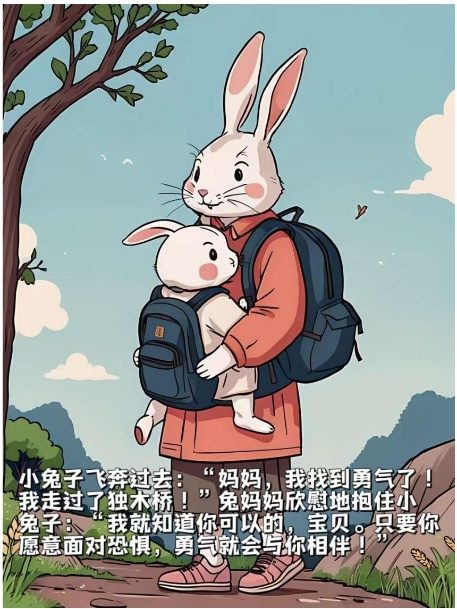 小兔子飞奔过去：“妈妈，我找到勇气了！
我走过了独木桥！”兔妈妈欣慰地抱住小
兔子：“我就知道你可以的，宝贝。只要你
愿意面对恐惧，勇气就会与你相伴！”